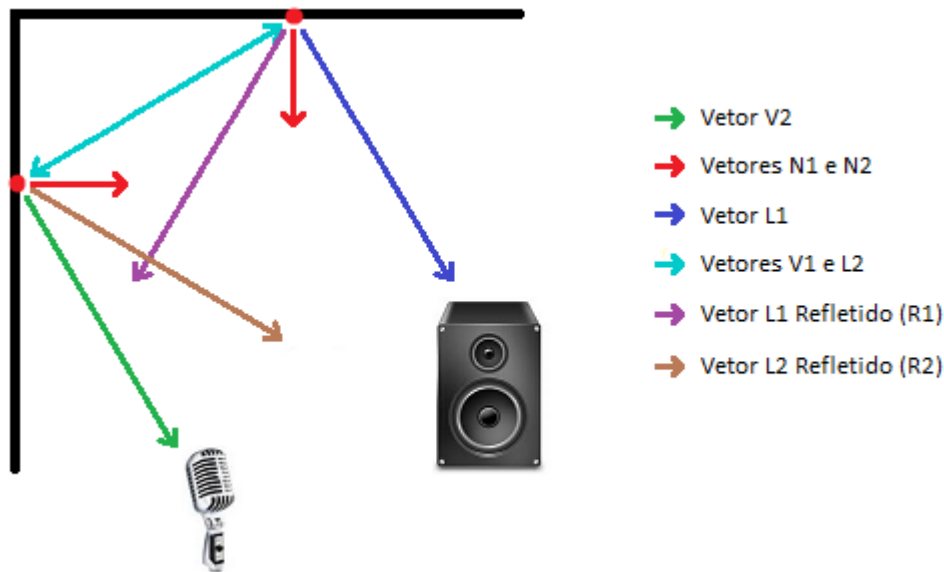 Vetor V2
Vetores N1 e N2
Vetor L1
Vetores V1 e L2
Vetor L1 Refletido (R1)
Vetor L2 Refletido (R2)